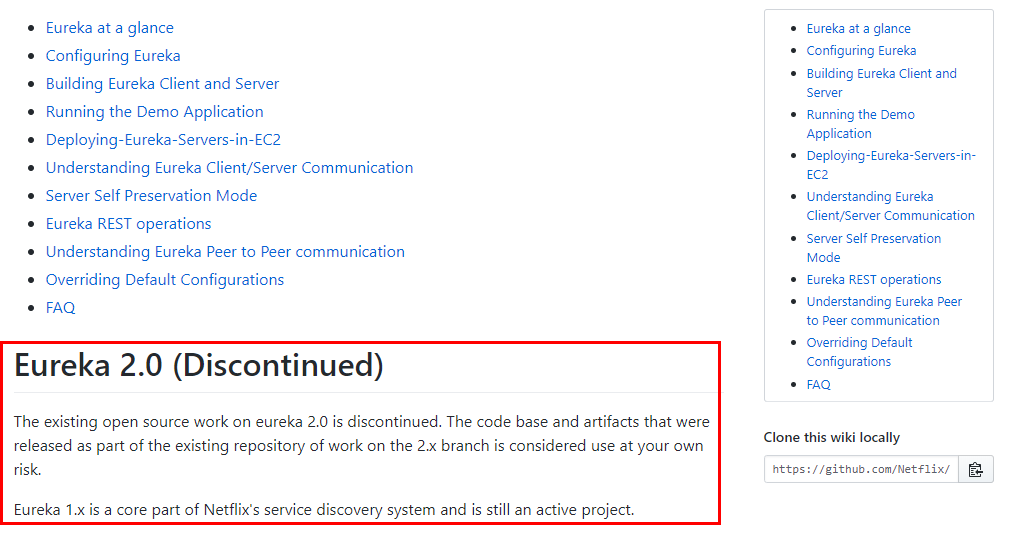 Eureka at a glance
Configuring Eureka
Building Eureka Client and Server
Running the Demo Application
Deploying-Eureka-Servers-in-EC2
Understanding Eureka Client/Server Communication
Server Self Preservation Mode
Eureka REST operations
Understanding Eureka Peer to Peer communication
Overriding Default Configurations
FAQ
Eureka 2.0 (Discontinued)
The existing open source work on eureka 2.0 is discontinued. The code base and artifacts that were
released as part of the existing repository of work on the 2.x branch is considered use at your own
risk.
Eureka 1.x is a core part of Netflix's service discovery system and is still an active project.
Eureka at a glance
Configuring Eureka
Building Eureka Client and
Server
Running the Demo
Application
Deploying-Eureka-Servers-in-
EC2
Understanding Eureka
Client/Server Communication
Server Self Preservation
Mode
Eureka REST operations
Understanding Eureka Peer
to Peer communication
Overriding Default
Configurations
FAQ
Clone this wiki locally
https://github.com/Netflix/